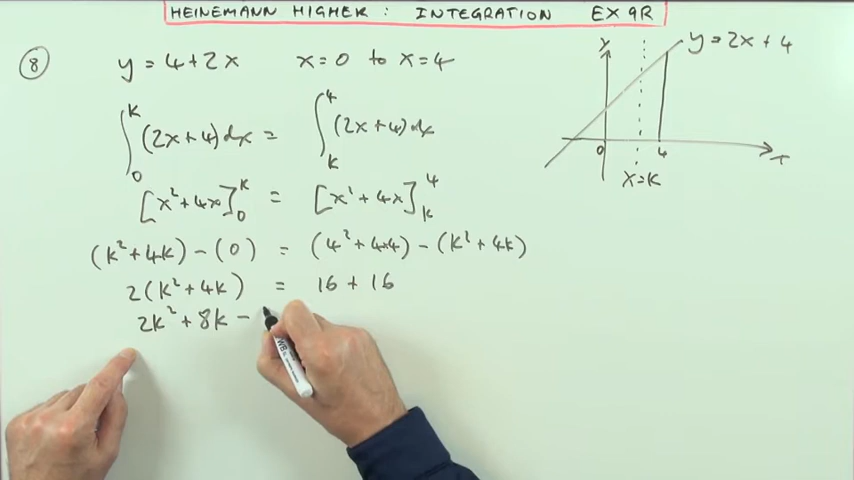 HEINEMANN HIGHER : INTEGRATION EX 9R
8 y = 4 + 2x x = 0 to x = 4
∫₀ᴷ (2x + 4) dx = ∫ₖ⁴ (2x + 4) dx
[x² + 4x]₀ᴷ = [x² + 4x]ₖ⁴
(k² + 4k) - (0) = (4² + 4×4) - (k² + 4k)
2(k² + 4k) = 16 + 16
2k² + 8k -
y y = 2x + 4
0 4 x
x = k
WB